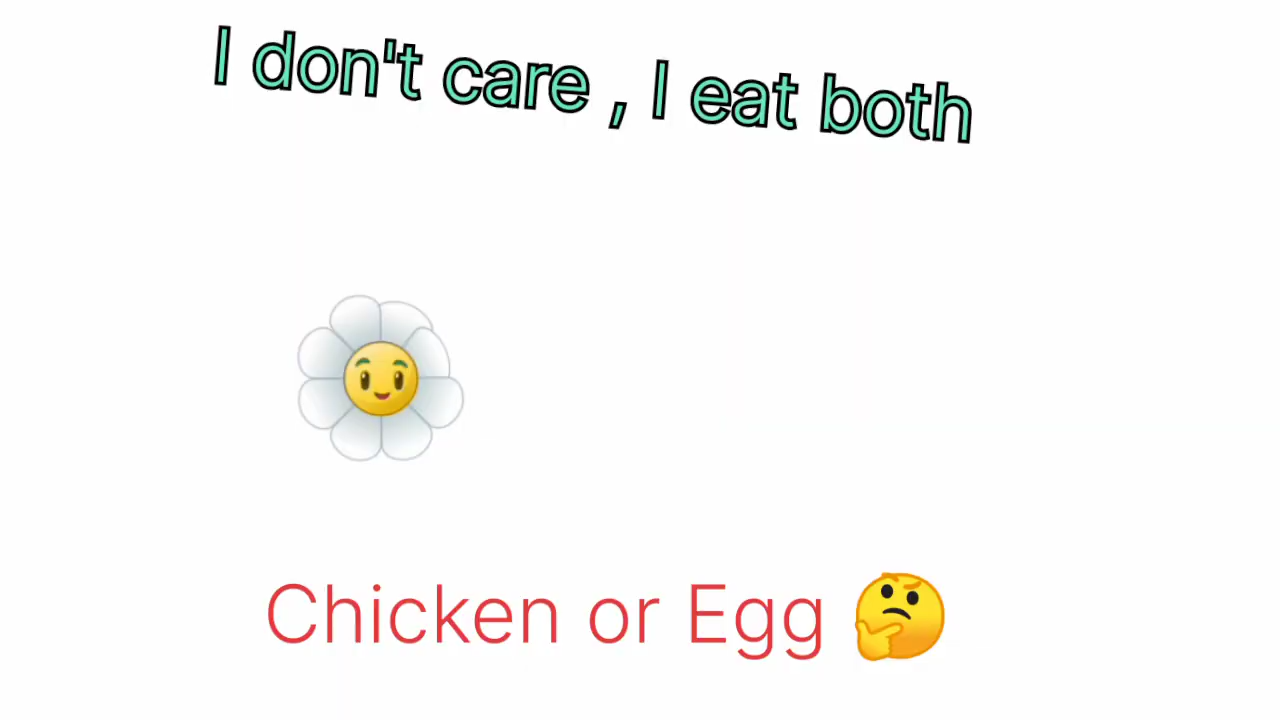 I don't care , I eat both
Chicken or Egg 🤔